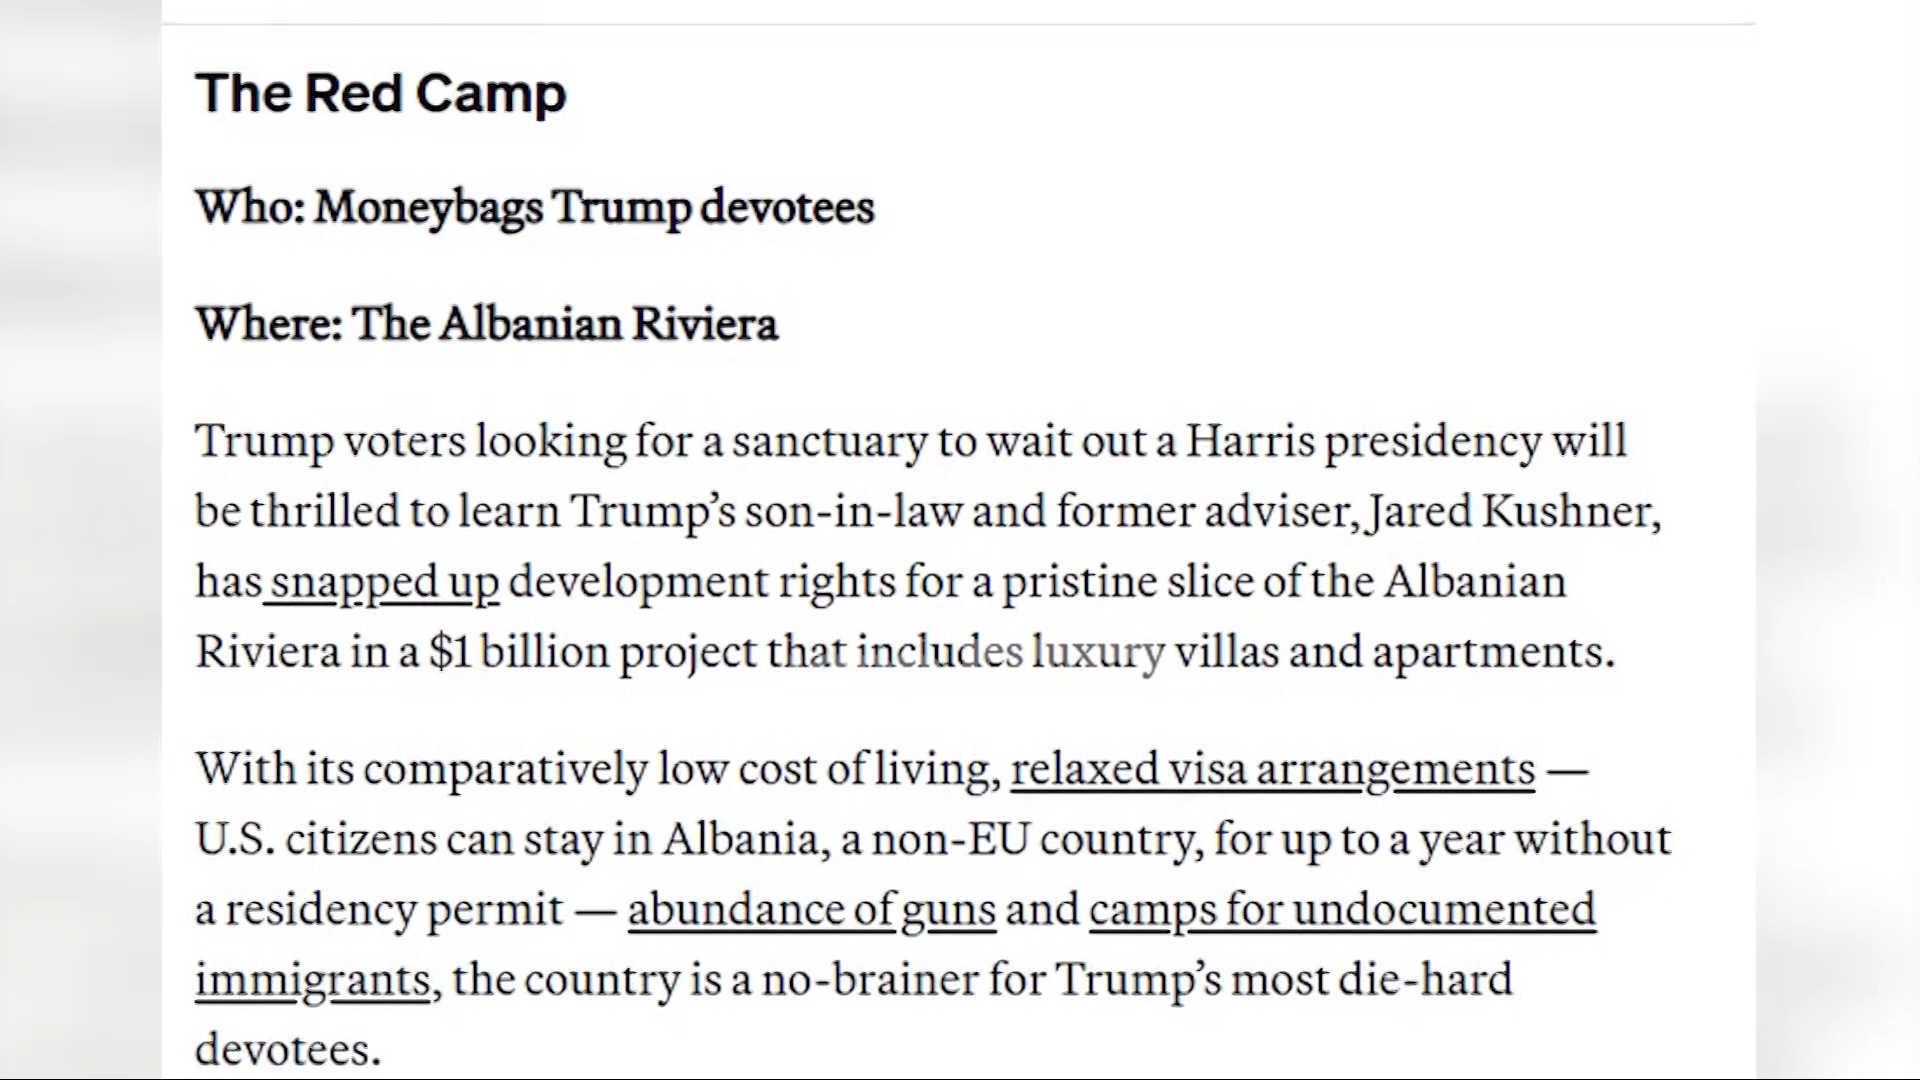 The Red Camp
Who: Moneybags Trump devotees
Where: The Albanian Riviera
Trump voters looking for a sanctuary to wait out a Harris presidency will
be thrilled to learn Trump’s son-in-law and former adviser, Jared Kushner,
has snapped up development rights for a pristine slice of the Albanian
Riviera in a $1 billion project that includes luxury villas and apartments.
With its comparatively low cost of living, relaxed visa arrangements —
U.S. citizens can stay in Albania, a non-EU country, for up to a year without
a residency permit — abundance of guns and camps for undocumented
immigrants, the country is a no-brainer for Trump’s most die-hard
devotees.